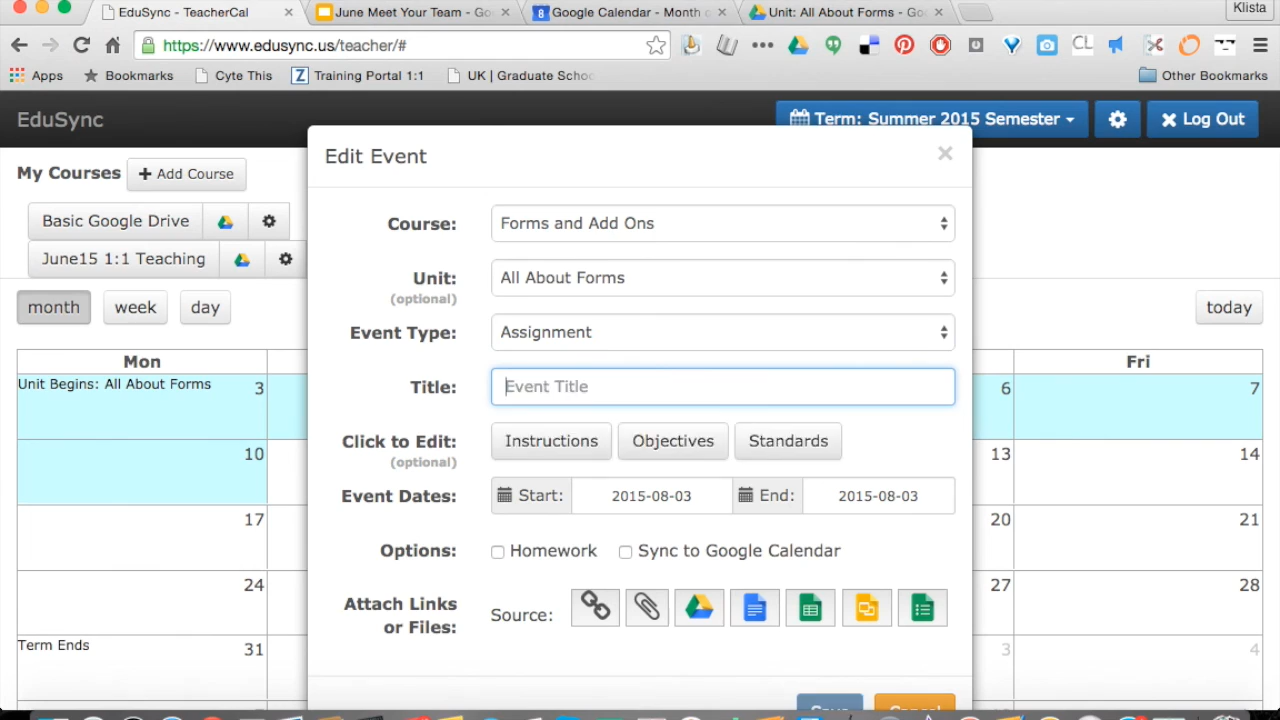 EduSync - TeacherCal
June Meet Your Team - Go
Google Calendar - Month o
Unit: All About Forms - Go
Klista
https://www.edusync.us/teacher/#
CL
Apps
Bookmarks
Cyte This
Training Portal 1:1
UK | Graduate Schoo
Other Bookmarks
EduSync
Term: Summer 2015 Semester
Log Out
My Courses
Add Course
Basic Google Drive
June15 1:1 Teaching
month
week
day
today
Edit Event
Course: Forms and Add Ons
Unit: All About Forms
(optional)
Event Type: Assignment
Title: Event Title
Click to Edit: Instructions Objectives Standards
(optional)
Event Dates: Start: 2015-08-03 End: 2015-08-03
Options: Homework Sync to Google Calendar
Attach Links
or Files:
Source:
Save Cancel
Mon
Fri
Unit Begins: All About Forms 3 6 7
10 13 14
17 20 21
24 27 28
Term Ends 31 3 4